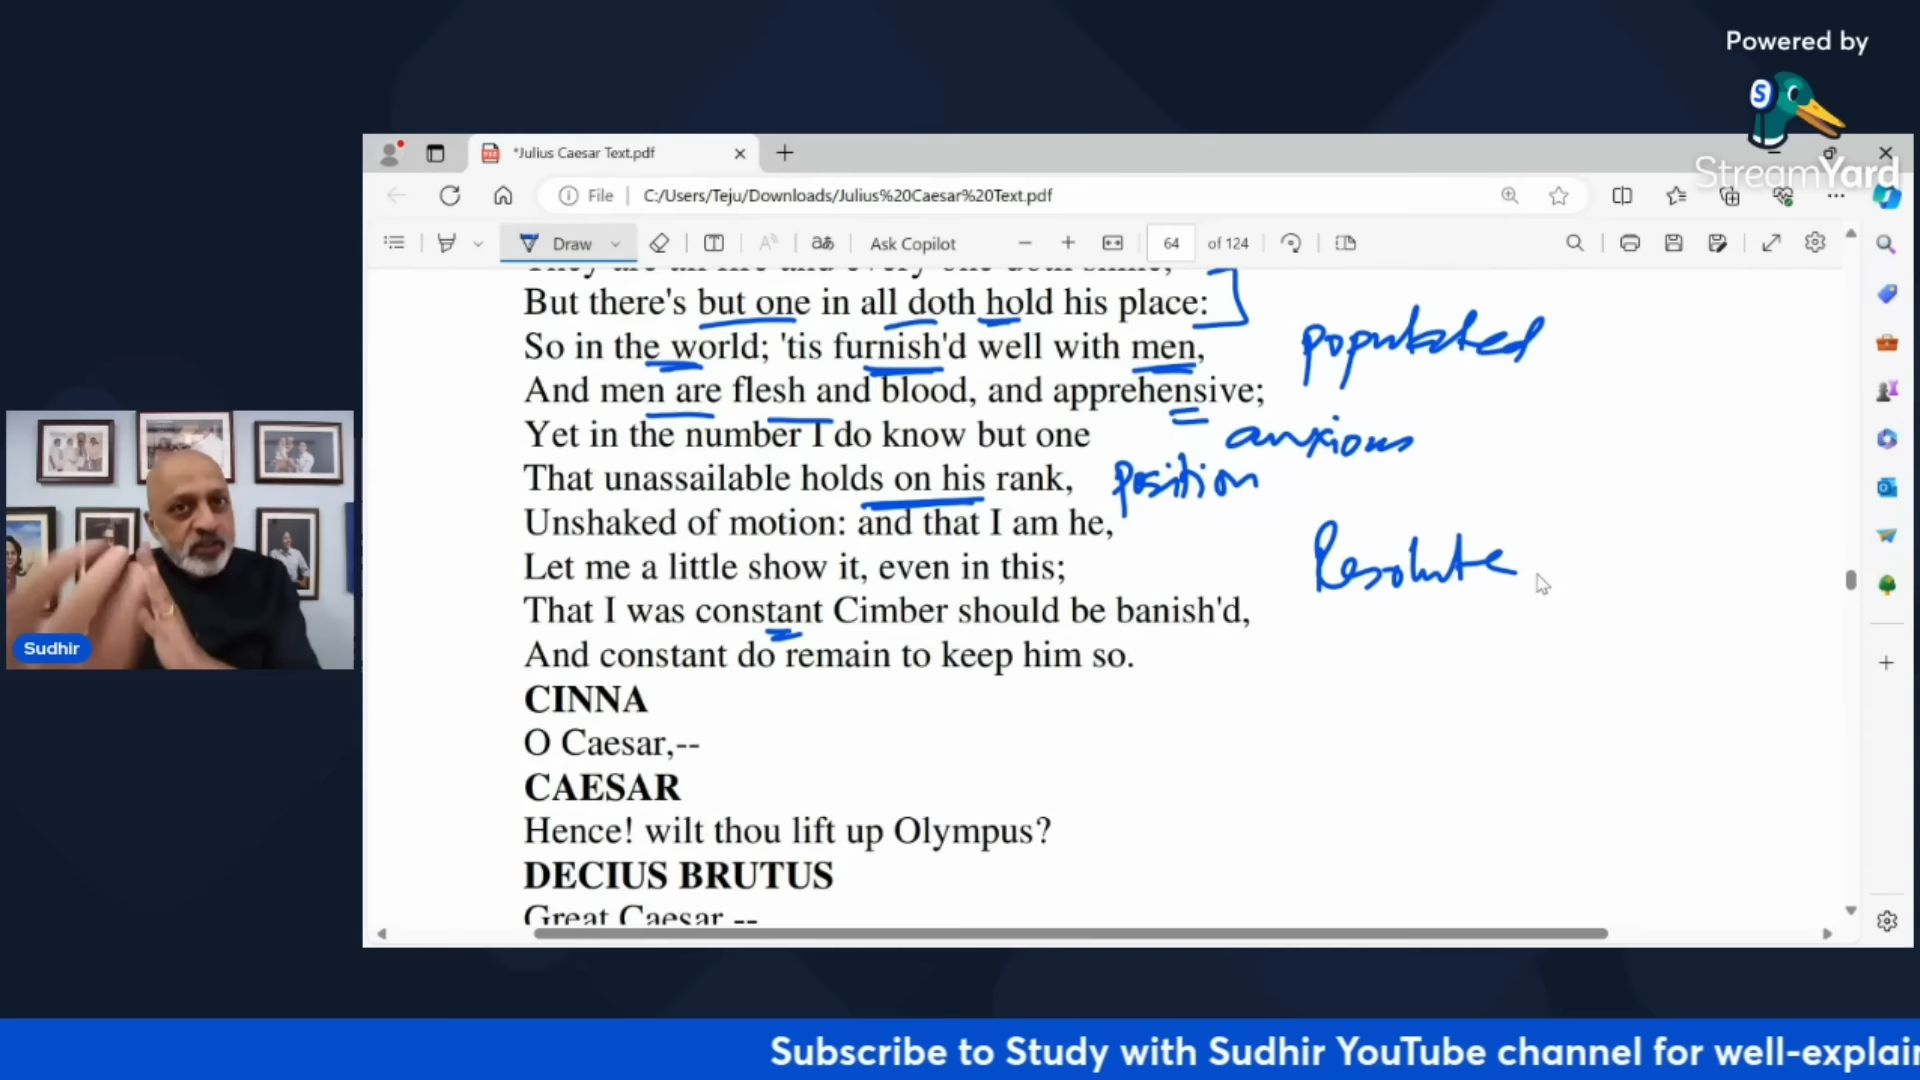 Powered by
S
StreamYard
*Julius Caesar Text.pdf
File
C:/Users/Teju/Downloads/Julius%20Caesar%20Text.pdf
Draw
aあ
Ask Copilot
64
of 124
But there's but one in all doth hold his place:
So in the world; 'tis furnish'd well with men,
populated
And men are flesh and blood, and apprehensive;
Yet in the number I do know but one
anxious
That unassailable holds on his rank,
position
Unshaked of motion: and that I am he,
Let me a little show it, even in this;
Resolute
That I was constant Cimber should be banish'd,
And constant do remain to keep him so.
CINNA
O Caesar,--
CAESAR
Hence! wilt thou lift up Olympus?
DECIUS BRUTUS
Great Caesar,--
Sudhir
Subscribe to Study with Sudhir YouTube channel for well-explai